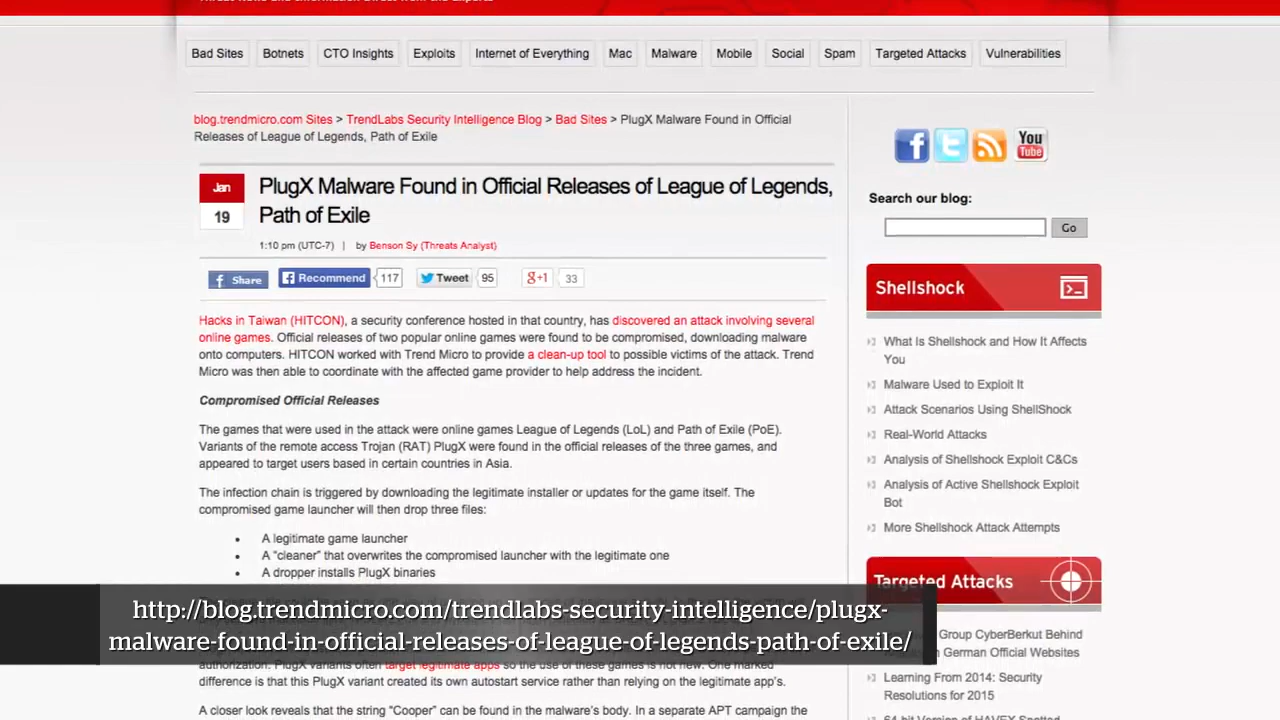 Bad Sites
Botnets
CTO Insights
Exploits
Internet of Everything
Mac
Malware
Mobile
Social
Spam
Targeted Attacks
Vulnerabilities
blog.trendmicro.com Sites > TrendLabs Security Intelligence Blog > Bad Sites > PlugX Malware Found in Official
Releases of League of Legends, Path of Exile
Jan
19
PlugX Malware Found in Official Releases of League of Legends,
Path of Exile
1:10 pm (UTC-7) | by Benson Sy (Threats Analyst)
f Share
Recommend
117
Tweet
95
g+1
33
Hacks in Taiwan (HITCON), a security conference hosted in that country, has discovered an attack involving several
online games. Official releases of two popular online games were found to be compromised, downloading malware
onto computers. HITCON worked with Trend Micro to provide a clean-up tool to possible victims of the attack. Trend
Micro was then able to coordinate with the affected game provider to help address the incident.
Compromised Official Releases
The games that were used in the attack were online games League of Legends (LoL) and Path of Exile (PoE).
Variants of the remote access Trojan (RAT) PlugX were found in the official releases of the three games, and
appeared to target users based in certain countries in Asia.
The infection chain is triggered by downloading the legitimate installer or updates for the game itself. The
compromised game launcher will then drop three files:
• A legitimate game launcher
• A “cleaner” that overwrites the compromised launcher with the legitimate one
• A dropper installs PlugX binaries
authorization. PlugX variants often target legitimate apps so the use of these games is not new. One marked
difference is that this PlugX variant created its own autostart service rather than relying on the legitimate app's.
A closer look reveals that the string “Cooper” can be found in the malware's body. In a separate APT campaign the
You Tube
Search our blog:
Go
Shellshock
What Is Shellshock and How It Affects
You
Malware Used to Exploit It
Attack Scenarios Using ShellShock
Real-World Attacks
Analysis of Shellshock Exploit C&Cs
Analysis of Active Shellshock Exploit
Bot
More Shellshock Attack Attempts
Targeted Attacks
Group CyberBerkut Behind
German Official Websites
Learning From 2014: Security
Resolutions for 2015
64-bit Version of HAVEX Spotted
http://blog.trendmicro.com/trendlabs-security-intelligence/plugx-
malware-found-in-official-releases-of-league-of-legends-path-of-exile/